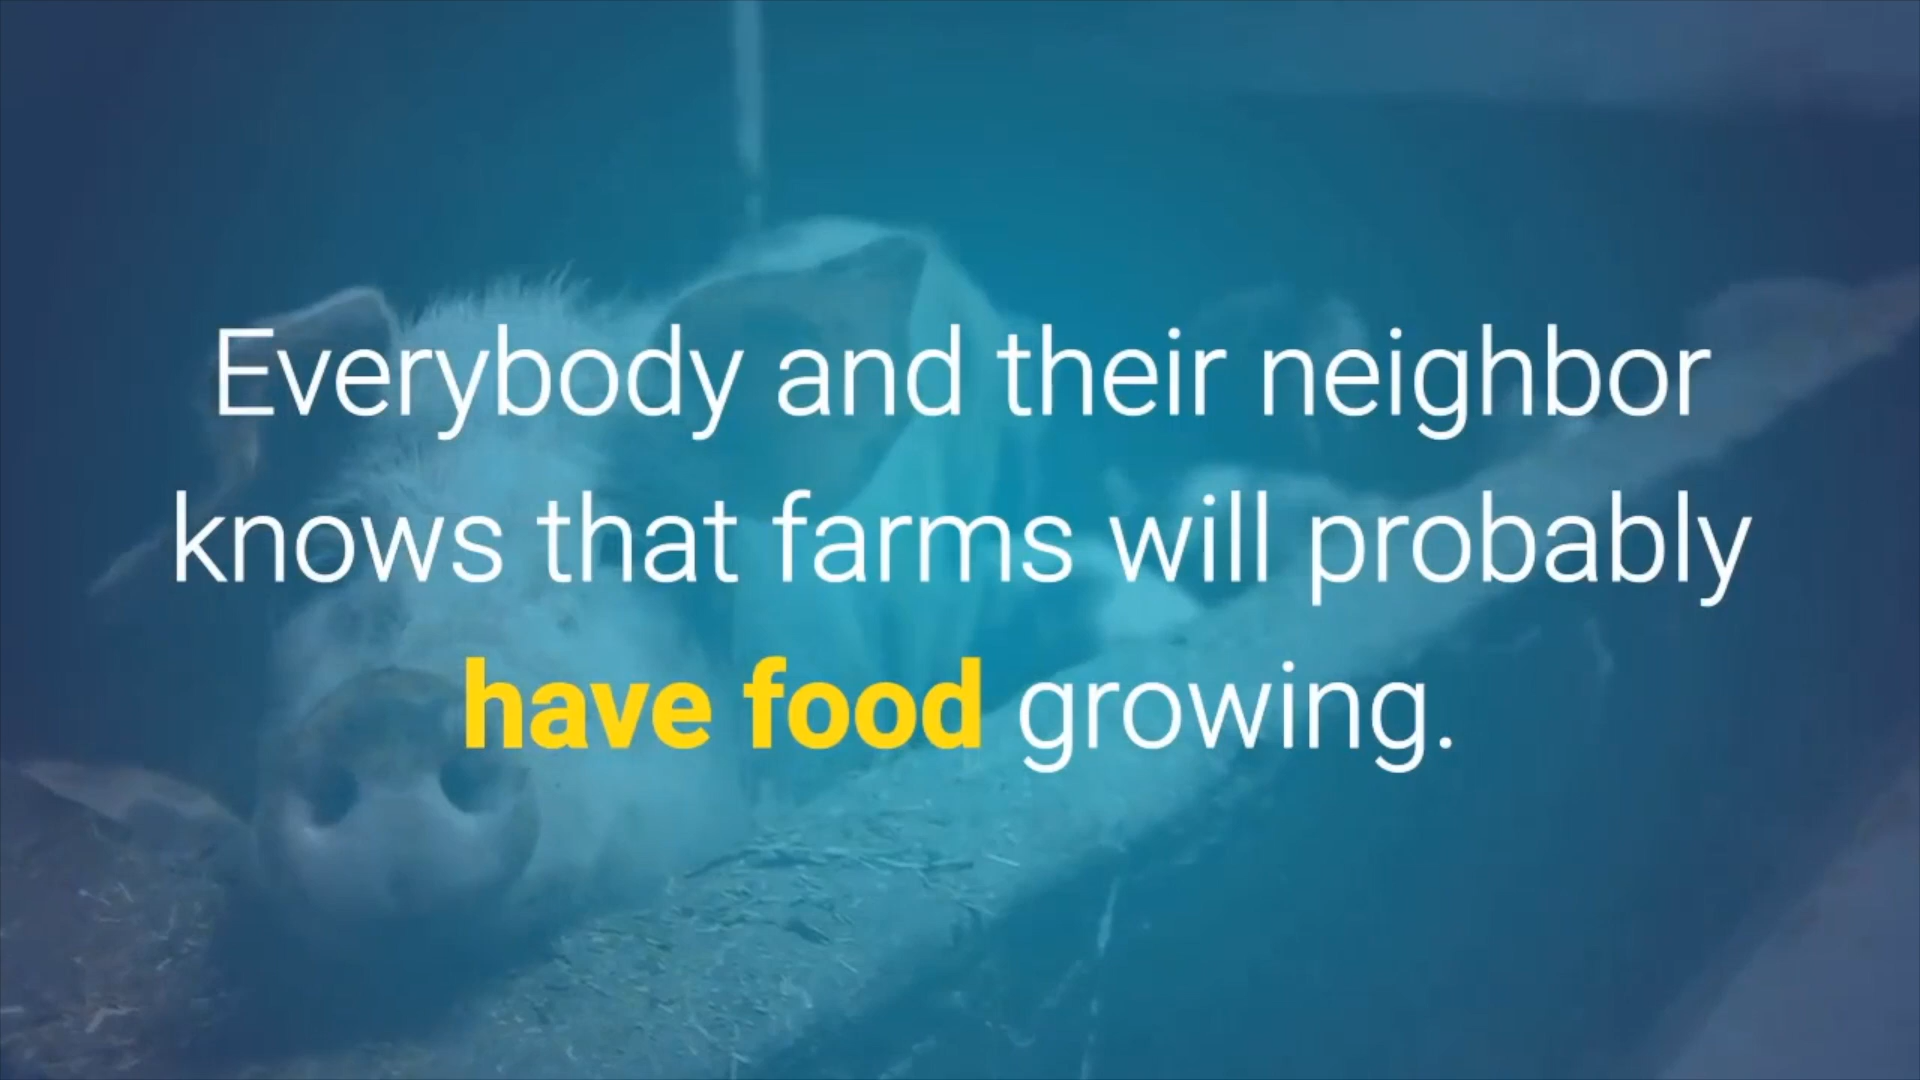 Everybody and their neighbor
knows that farms will probably
have food growing.